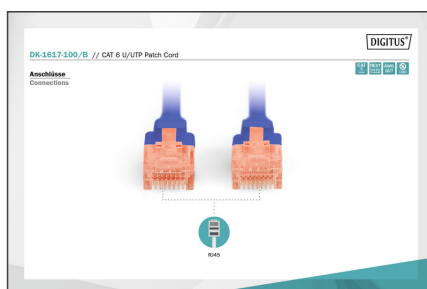 DIGITUS®
DK-1617-100/B // CAT 6 U/UTP Patch Cord
Anschlüsse
Connections
RJ45